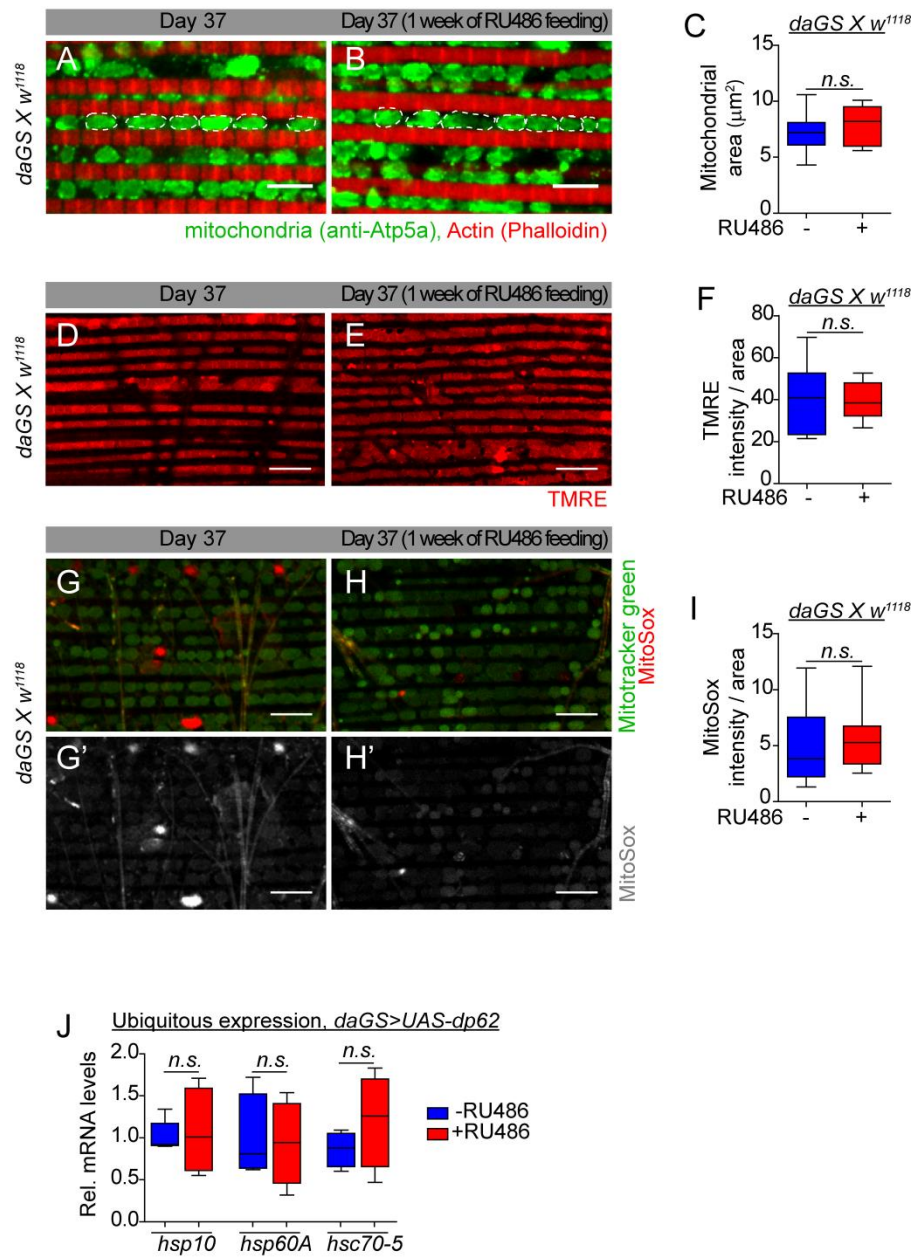 Day 37
Day 37 (1 week of RU486 feeding)
daGS X w1118
A
B
mitochondria (anti-Atp5a), Actin (Phalloidin)
C
daGS X w1118
n.s.
Mitochondrial
area (μm2)
15
10
5
0
RU486 - +
Day 37
Day 37 (1 week of RU486 feeding)
daGS X w1118
D
E
TMRE
F
daGS X w1118
n.s.
TMRE
intensity / area
80
60
40
20
0
RU486 - +
Day 37
Day 37 (1 week of RU486 feeding)
daGS X w1118
G
H
Mitotracker green
MitoSox
G'
H'
MitoSox
I
daGS X w1118
n.s.
MitoSox
intensity / area
15
10
5
0
RU486 - +
J
Ubiquitous expression, daGS>UAS-dp62
n.s.
n.s.
n.s.
Rel. mRNA levels
2.0
1.5
1.0
0.5
0.0
hsp10
hsp60A
hsc70-5
-RU486
+RU486